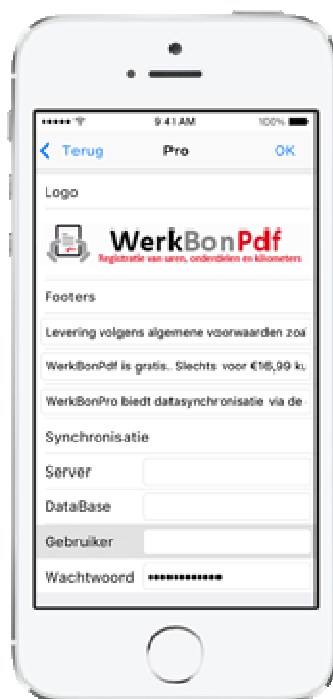 9:41 AM 100%
Terug Pro OK
Logo
WerkBonPdf
Registratie van uren, onderdelen en kilometers
Footers
Levering volgens algemene voorwaarden zoa
WerkBonPdf is gratis.. Slechts voor €16,99 ku
WerkBonPro biedt datasynchronisatie via de
Synchronisatie
Server
DataBase
Gebruiker
Wachtwoord ••••••••••••